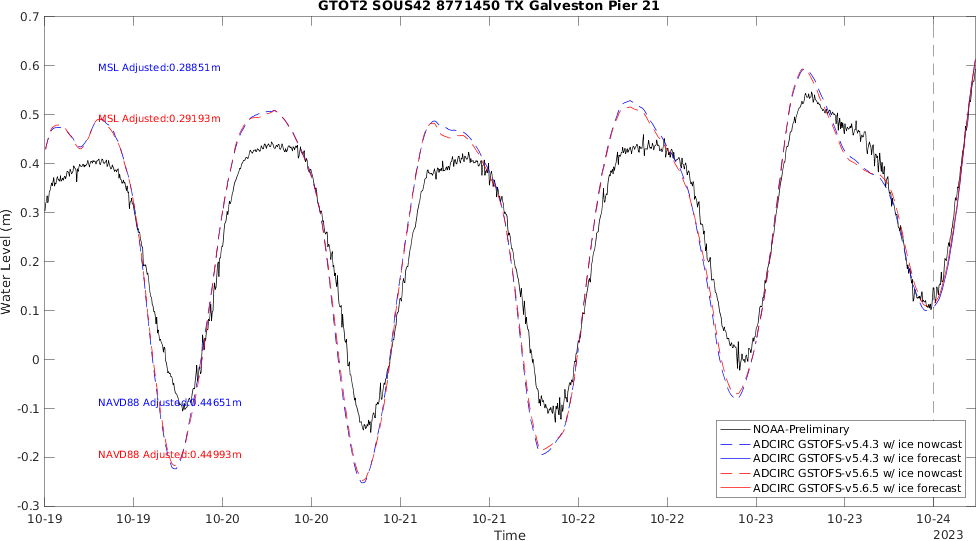 GTOT2 SOUS42 8771450 TX Galveston Pier 21
0.7
0.6
0.5
0.4
0.3
0.2
0.1
0
-0.1
-0.2
-0.3
Water Level (m)
MSL Adjusted:0.28851m
MSL Adjusted:0.29193m
NAVD88 Adjusted:0.44651m
NAVD88 Adjusted:0.44993m
NOAA-Preliminary
ADCIRC GSTOFS-v5.4.3 w/ ice nowcast
ADCIRC GSTOFS-v5.4.3 w/ ice forecast
ADCIRC GSTOFS-v5.6.5 w/ ice nowcast
ADCIRC GSTOFS-v5.6.5 w/ ice forecast
10-19 10-19 10-20 10-20 10-21 10-21 10-22 10-22 10-23 10-23 10-24
Time
2023